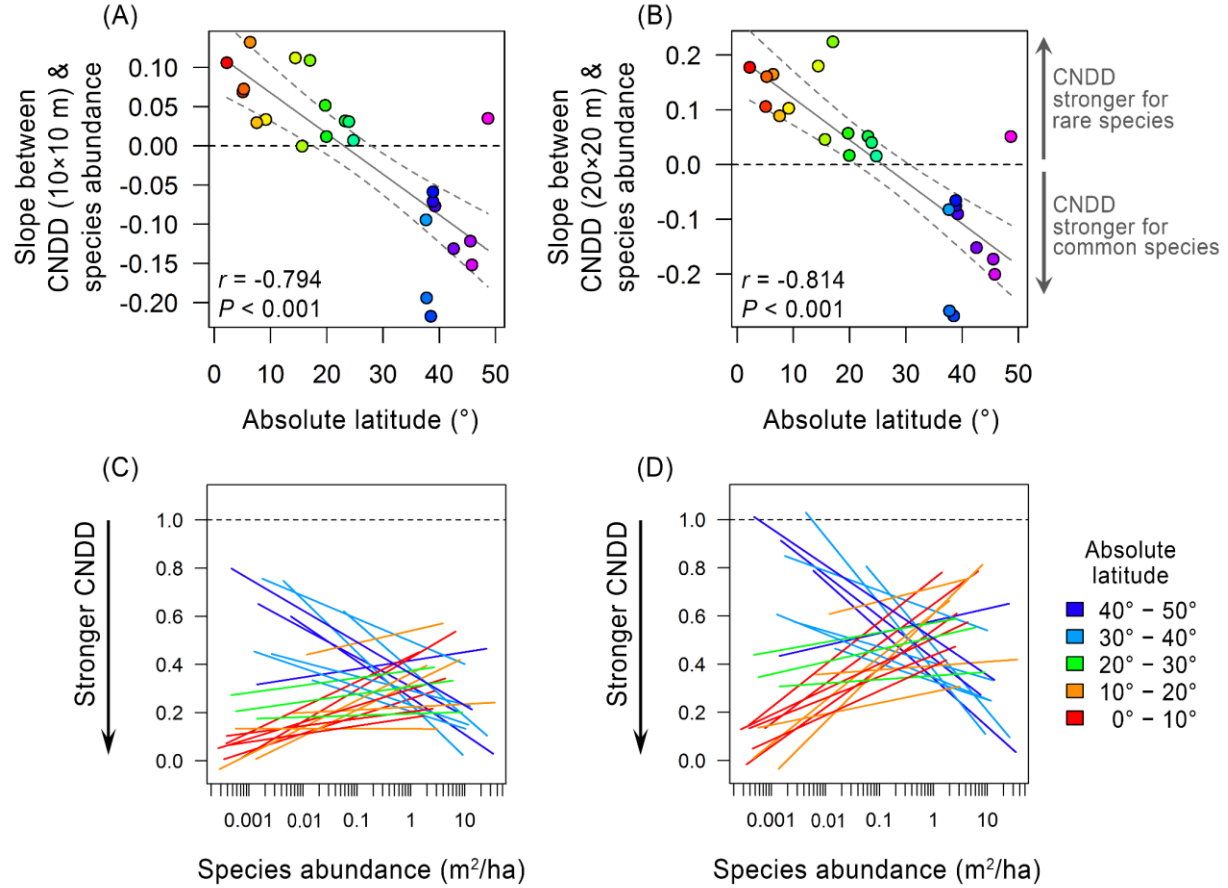 (A)
Slope between
CNDD (10×10 m) &
species abundance
0.10
0.05
0.00
-0.05
-0.10
-0.15
-0.20
r = -0.794
P < 0.001
0 10 20 30 40 50
Absolute latitude (°)
(B)
Slope between
CNDD (20×20 m) &
species abundance
0.2
0.1
0.0
-0.1
-0.2
r = -0.814
P < 0.001
0 10 20 30 40 50
Absolute latitude (°)
CNDD
stronger for
rare species
CNDD
stronger for
common species
(C)
Stronger CNDD
1.0
0.8
0.6
0.4
0.2
0.0
0.001 0.01 0.1 1 10
Species abundance (m²/ha)
(D)
Stronger CNDD
1.0
0.8
0.6
0.4
0.2
0.0
0.001 0.01 0.1 1 10
Species abundance (m²/ha)
Absolute
latitude
40° − 50°
30° − 40°
20° − 30°
10° − 20°
0° − 10°